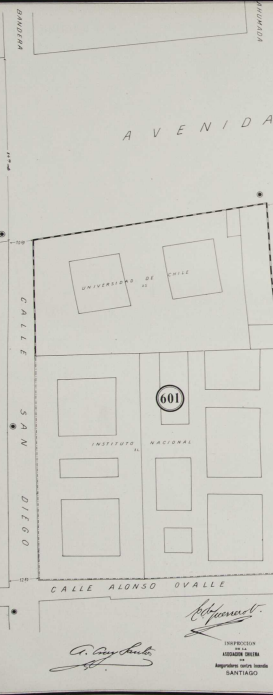 BANDERA
AHUMADA
AVENIDA
UNIVERSIDAD DE CHILE
CALLE SAN DIEGO
601
INSTITUTO NACIONAL
CALLE ALONSO OVALLE
INSPECCION
DE LA
ASOCIACION CHILENA
DE
Aseguradores contra Incendio
SANTIAGO